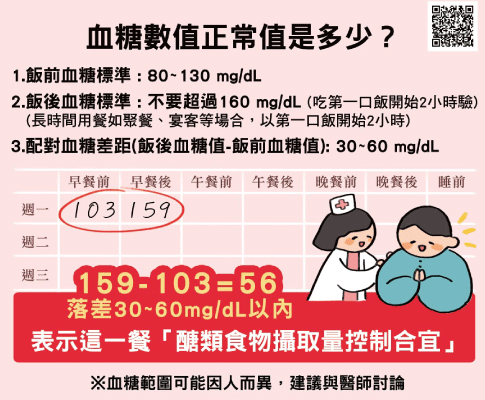 血糖數值正常值是多少？
1.飯前血糖標準：80~130 mg/dL
2.飯後血糖標準：不要超過160 mg/dL（吃第一口飯開始2小時驗）
（長時間用餐如聚餐、宴客等場合，以第一口飯開始2小時）
3.配對血糖差距(飯後血糖值-飯前血糖值): 30~60 mg/dL
早餐前 早餐後 午餐前 午餐後 晚餐前 晚餐後 睡前
週一 103 159
週二
週三
159-103=56
落差30~60mg/dL以內
表示這一餐「醣類食物攝取量控制合宜」
※血糖範圍可能因人而異，建議與醫師討論